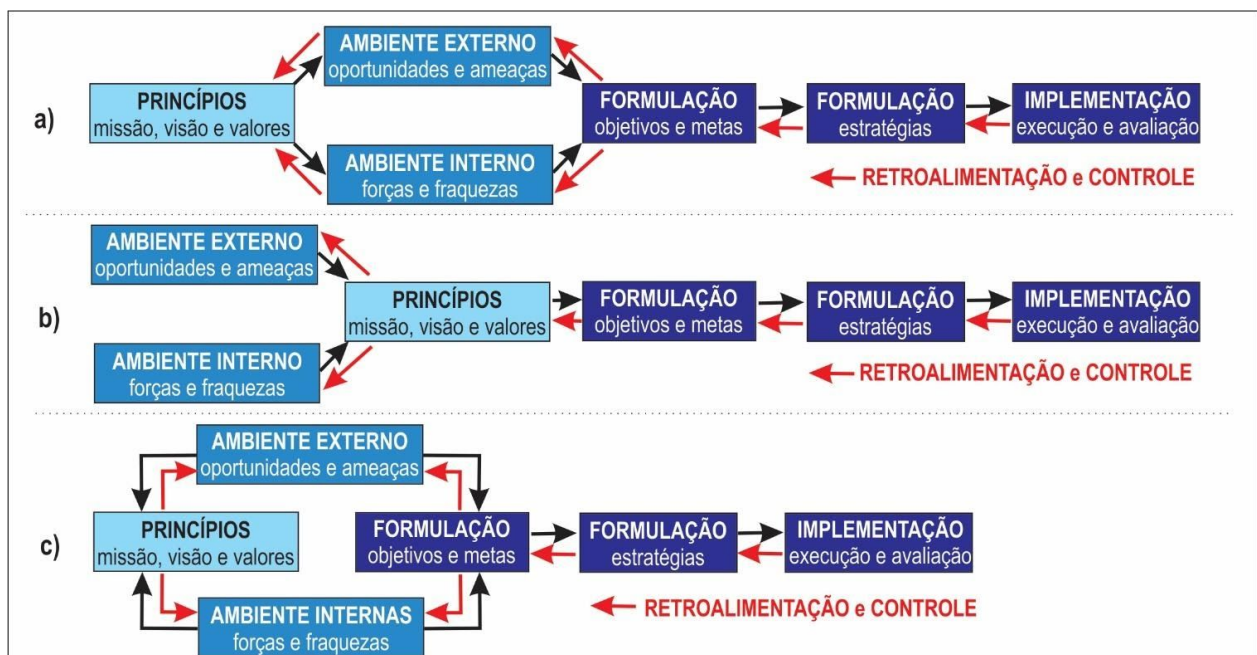 AMBIENTE EXTERNO
oportunidades e ameaças
a)
PRINCÍPIOS
missão, visão e valores
AMBIENTE INTERNO
forças e fraquezas
FORMULAÇÃO
objetivos e metas
FORMULAÇÃO
estratégias
IMPLEMENTAÇÃO
execução e avaliação
RETROALIMENTAÇÃO e CONTROLE
b)
AMBIENTE EXTERNO
oportunidades e ameaças
AMBIENTE INTERNO
forças e fraquezas
PRINCÍPIOS
missão, visão e valores
FORMULAÇÃO
objetivos e metas
FORMULAÇÃO
estratégias
IMPLEMENTAÇÃO
execução e avaliação
RETROALIMENTAÇÃO e CONTROLE
c)
AMBIENTE EXTERNO
oportunidades e ameaças
PRINCÍPIOS
missão, visão e valores
AMBIENTE INTERNAS
forças e fraquezas
FORMULAÇÃO
objetivos e metas
FORMULAÇÃO
estratégias
IMPLEMENTAÇÃO
execução e avaliação
RETROALIMENTAÇÃO e CONTROLE